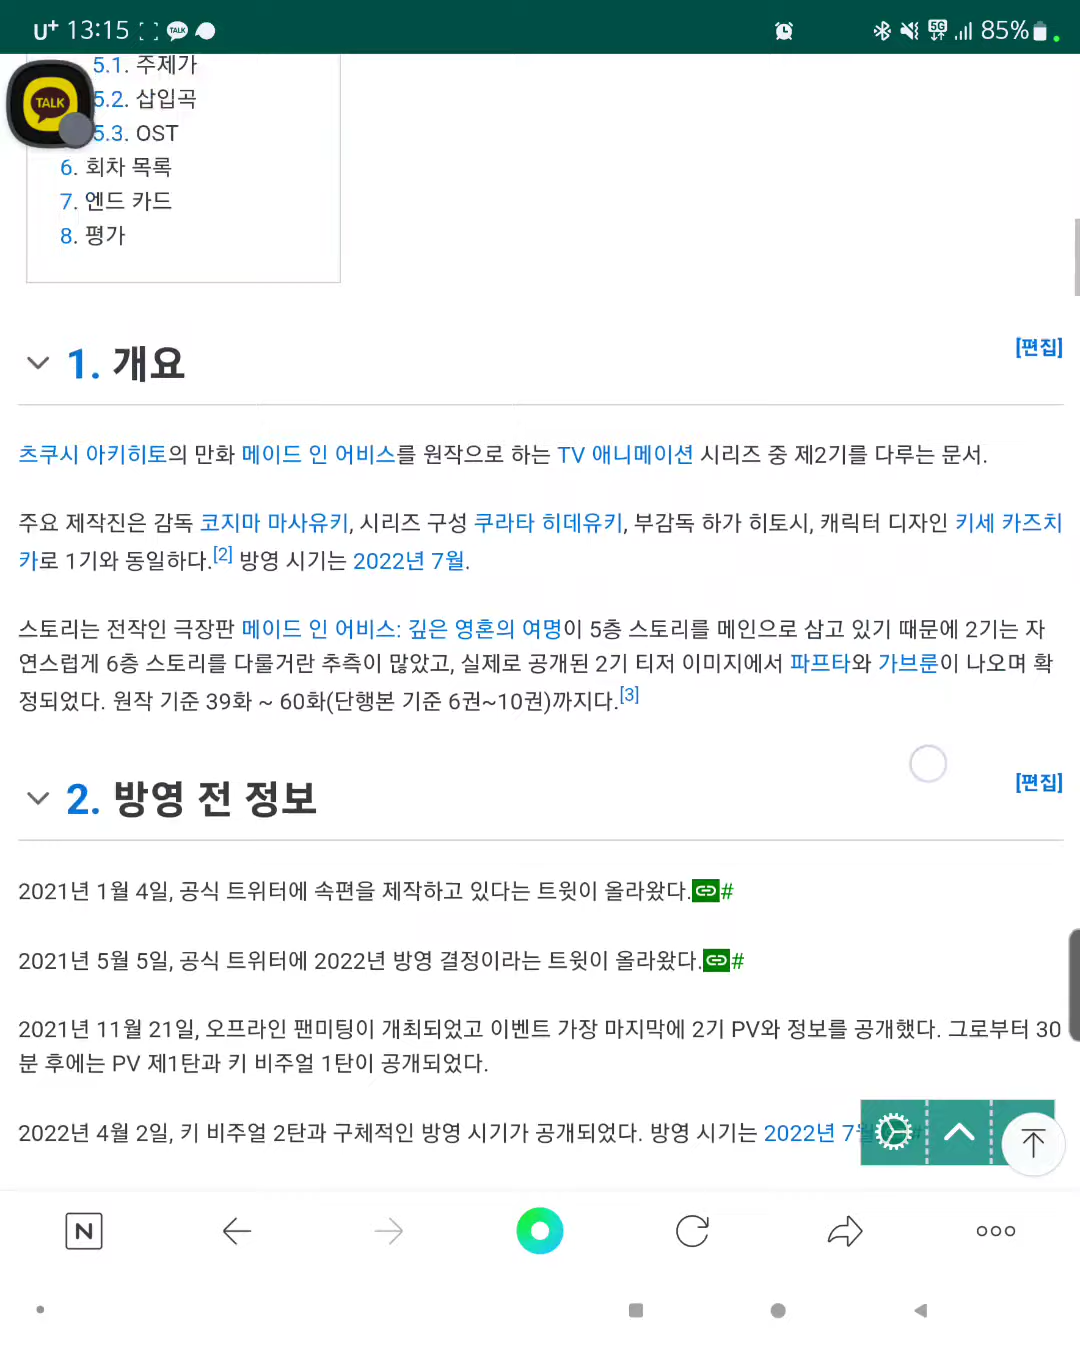 U+ 13:15 TALK 5G 85%
TALK
5.1. 주제가
5.2. 삽입곡
5.3. OST
6. 회차 목록
7. 엔드 카드
8. 평가
1. 개요
[편집]
츠쿠시 아키히토의 만화 메이드 인 어비스를 원작으로 하는 TV 애니메이션 시리즈 중 제2기를 다루는 문서.
주요 제작진은 감독 코지마 마사유키, 시리즈 구성 쿠라타 히데유키, 부감독 하가 히토시, 캐릭터 디자인 키세 카즈치
카로 1기와 동일하다.[2] 방영 시기는 2022년 7월.
스토리는 전작인 극장판 메이드 인 어비스: 깊은 영혼의 여명이 5층 스토리를 메인으로 삼고 있기 때문에 2기는 자
연스럽게 6층 스토리를 다룰거란 추측이 많았고, 실제로 공개된 2기 티저 이미지에서 파프타와 가브룬이 나오며 확
정되었다. 원작 기준 39화 ~ 60화(단행본 기준 6권~10권)까지다.[3]
2. 방영 전 정보
[편집]
2021년 1월 4일, 공식 트위터에 속편을 제작하고 있다는 트윗이 올라왔다.#
2021년 5월 5일, 공식 트위터에 2022년 방영 결정이라는 트윗이 올라왔다.#
2021년 11월 21일, 오프라인 팬미팅이 개최되었고 이벤트 가장 마지막에 2기 PV와 정보를 공개했다. 그로부터 30
분 후에는 PV 제1탄과 키 비주얼 1탄이 공개되었다.
2022년 4월 2일, 키 비주얼 2탄과 구체적인 방영 시기가 공개되었다. 방영 시기는 2022년 7월 #
N